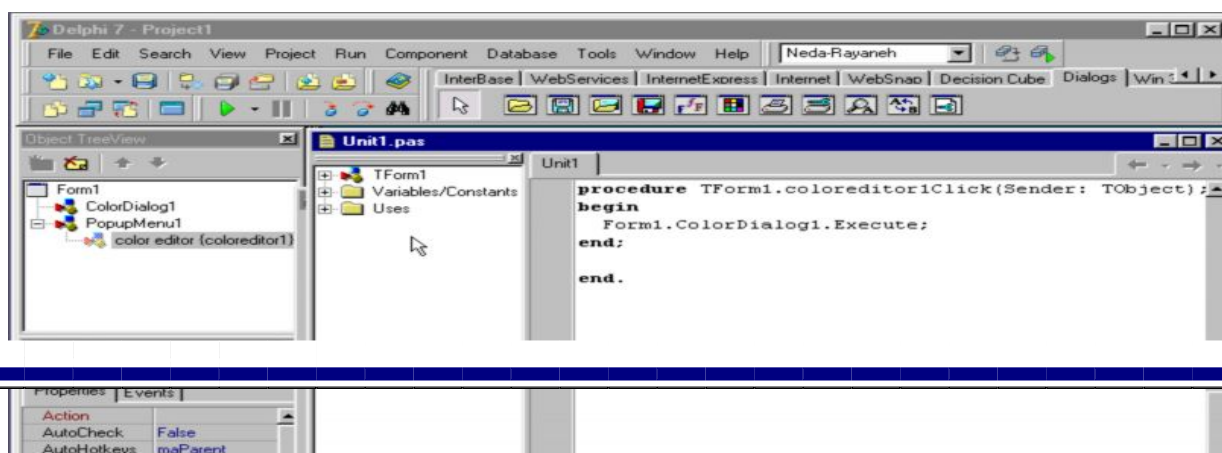 Delphi 7 - Project1
File Edit Search View Project Run Component Database Tools Window Help Neda-Rayaneh
InterBase WebServices InternetExpress Internet WebSnap Decision Cube Dialogs Win
Object TreeView
Form1
ColorDialog1
PopupMenu1
color editor {coloreditor1}
Unit1.pas
TForm1
Variables/Constants
Uses
Unit1
procedure TForm1.coloreditor1Click(Sender: TObject);
begin
Form1.ColorDialog1.Execute;
end;
end.
Properties Events
Action
AutoCheck False
AutoHotkeys maParent